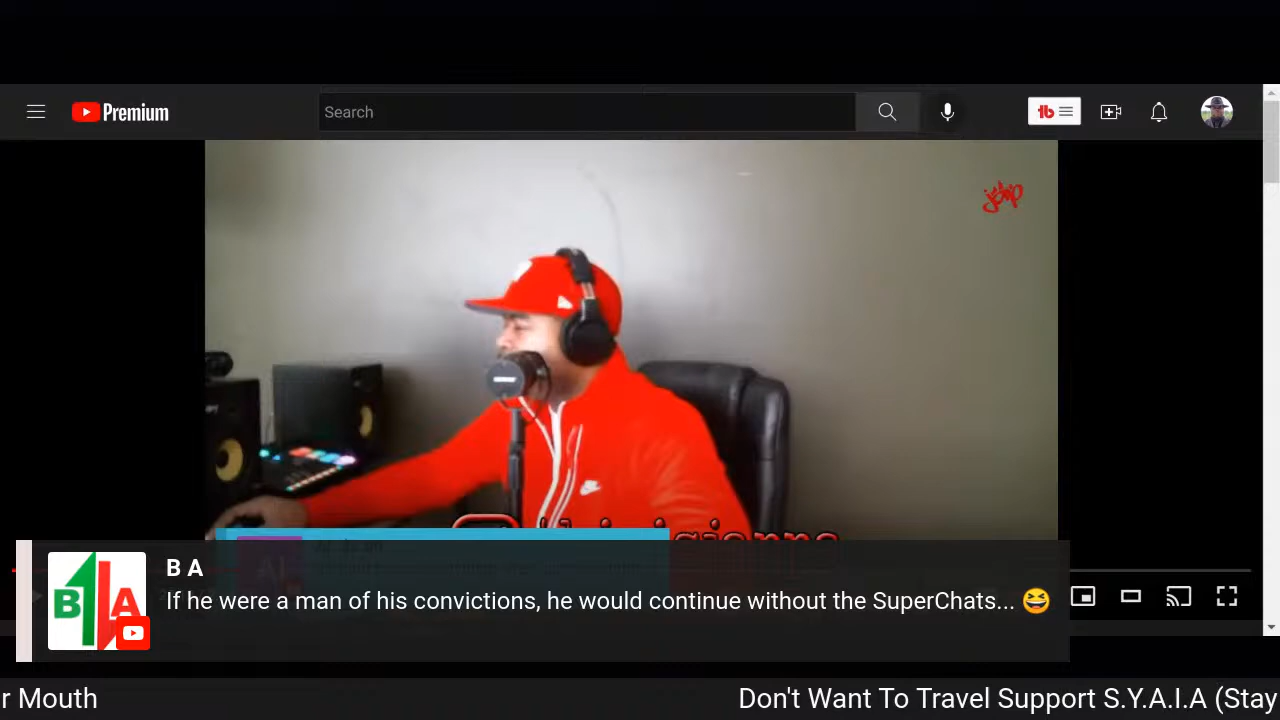 Premium
Search
jship
B A
If he were a man of his convictions, he would continue without the SuperChats... 😆
B A
r Mouth
Don't Want To Travel Support S.Y.A.I.A (Stay